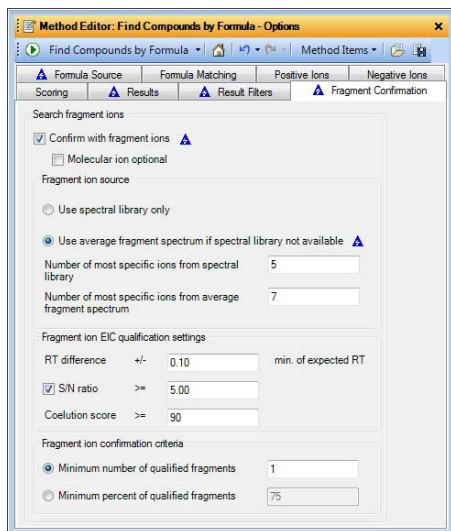 Method Editor: Find Compounds by Formula - Options
Find Compounds by Formula
Method Items
Formula Source Formula Matching Positive Ions Negative Ions
Scoring Results Result Filters Fragment Confirmation
Search fragment ions
Confirm with fragment ions
Molecular ion optional
Fragment ion source
Use spectral library only
Use average fragment spectrum if spectral library not available
Number of most specific ions from spectral library 5
Number of most specific ions from average fragment spectrum 7
Fragment ion EIC qualification settings
RT difference +/- 0.10 min. of expected RT
S/N ratio >= 5.00
Coelution score >= 90
Fragment ion confirmation criteria
Minimum number of qualified fragments 1
Minimum percent of qualified fragments 75